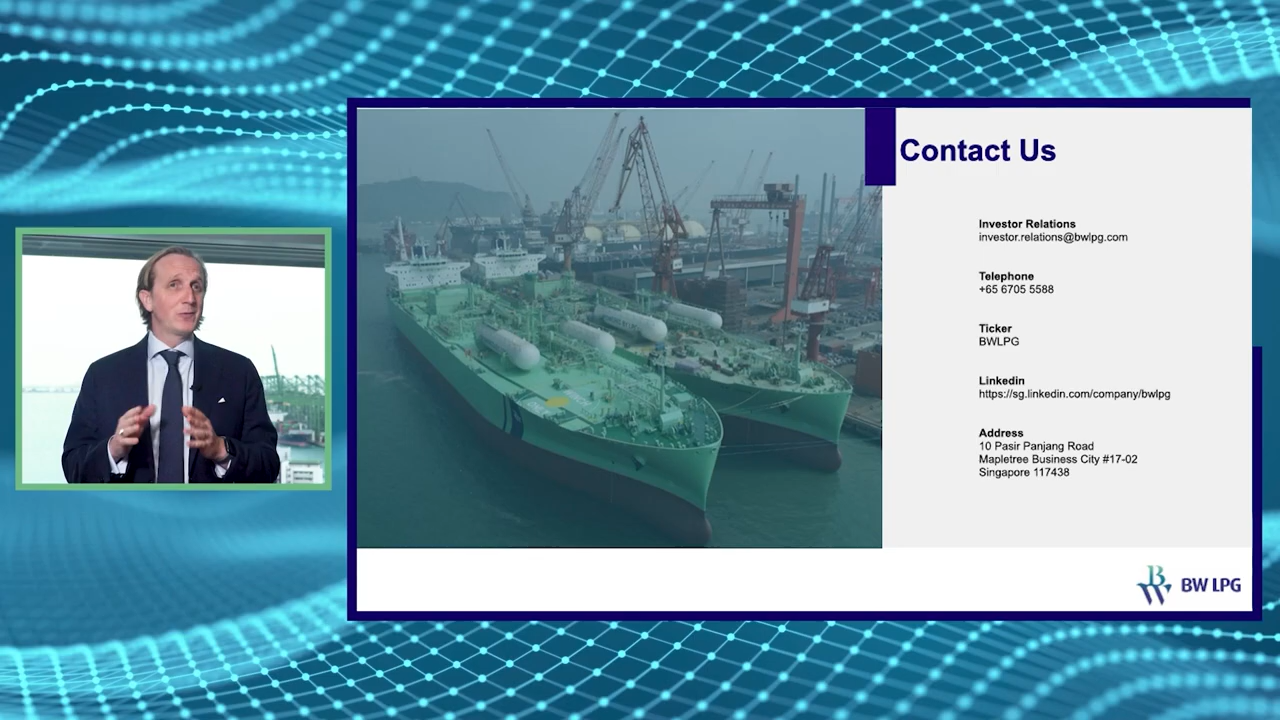 Contact Us
Investor Relations
investor.relations@bwlpg.com
Telephone
+65 6705 5588
Ticker
BWLPG
Linkedin
https://sg.linkedin.com/company/bwlpg
Address
10 Pasir Panjang Road
Mapletree Business City #17-02
Singapore 117438
BW LPG